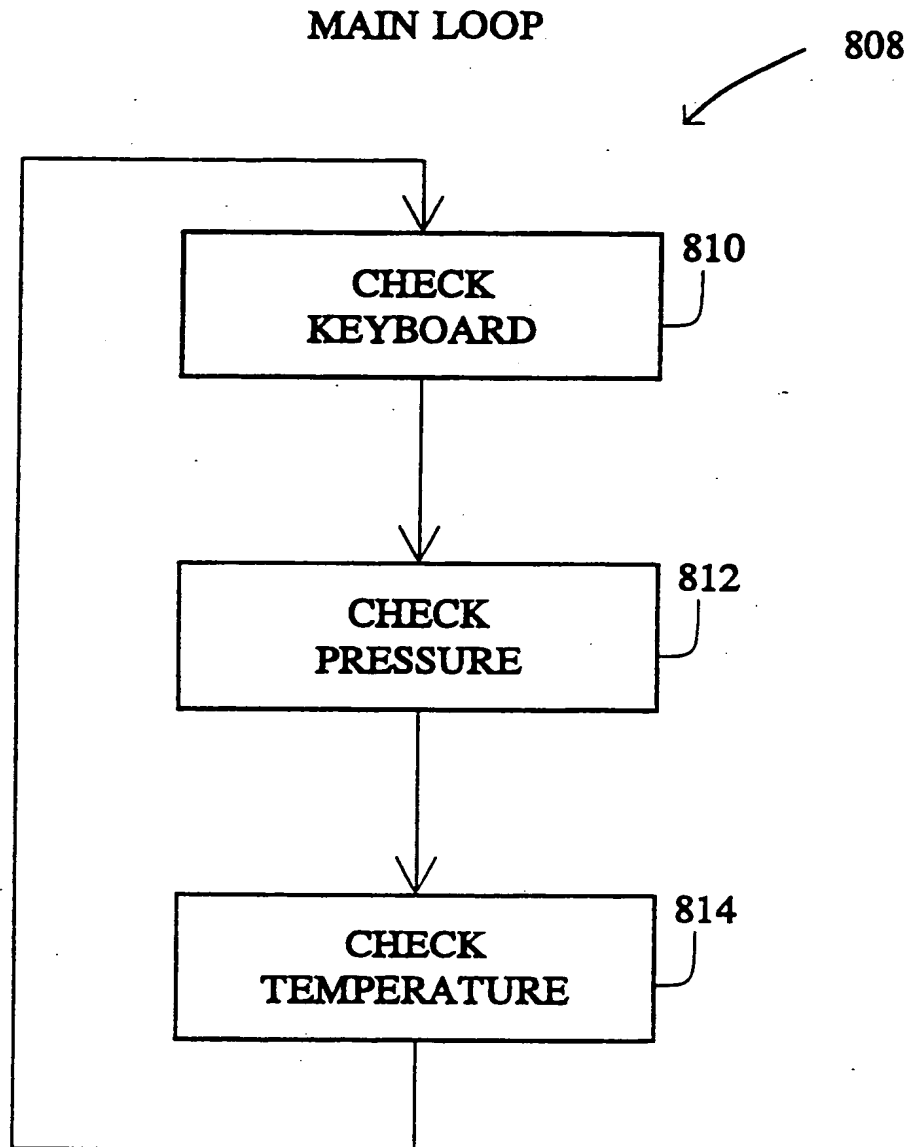 MAIN LOOP
808
810
CHECK
KEYBOARD
812
CHECK
PRESSURE
814
CHECK
TEMPERATURE